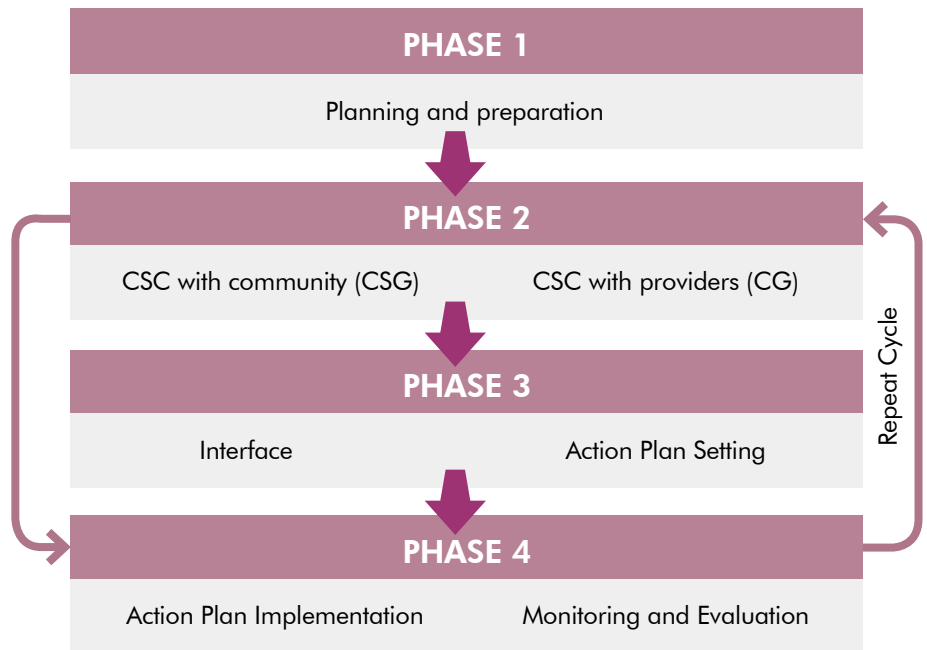 PHASE 1
Planning and preparation
PHASE 2
CSC with community (CSG)
CSC with providers (CG)
PHASE 3
Interface
Action Plan Setting
PHASE 4
Action Plan Implementation
Monitoring and Evaluation
Repeat Cycle